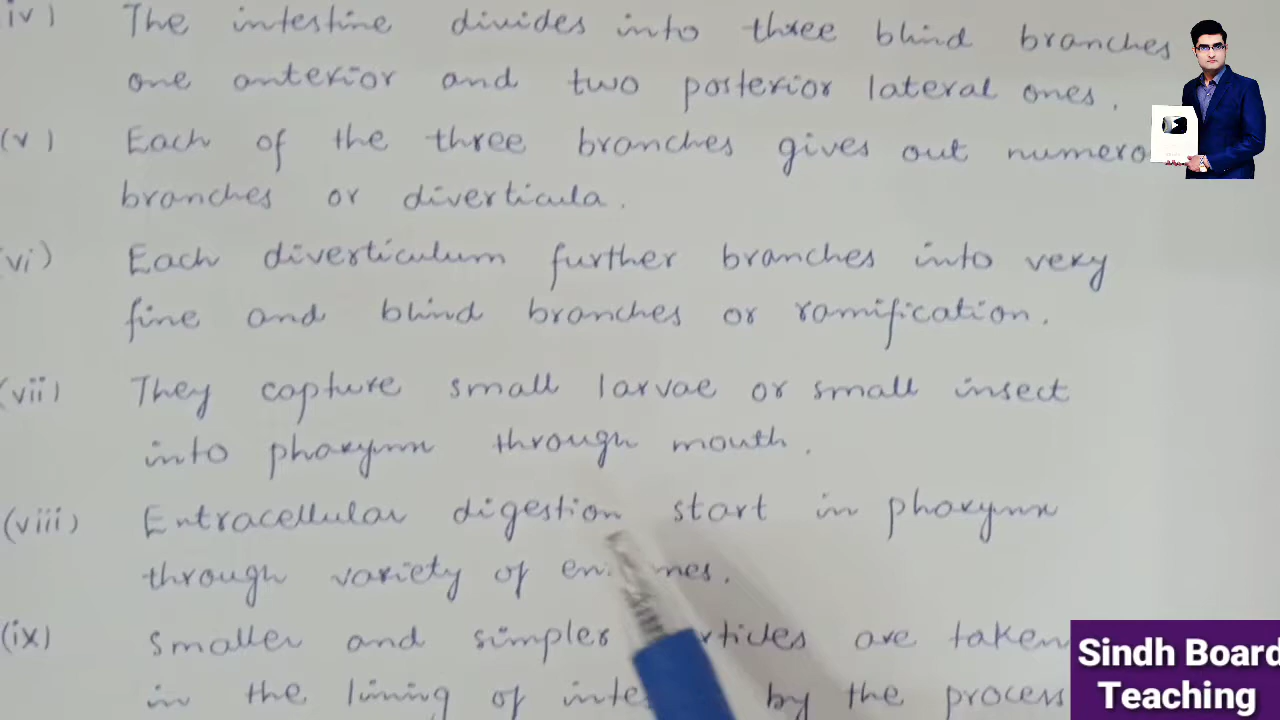 iv) The intestine divides into three blind branches
one anterior and two posterior lateral ones.
(v) Each of the three branches gives out numero
branches or diverticula.
(vi) Each diverticulum further branches into very
fine and blind branches or ramification.
(vii) They capture small larvae or small insect
into pharynx through mouth.
(viii) Entracellular digestion start in pharynx
through variety of
(ix) Smaller and simpler are taken
in the lining of by the process
Sindh Board
Teaching